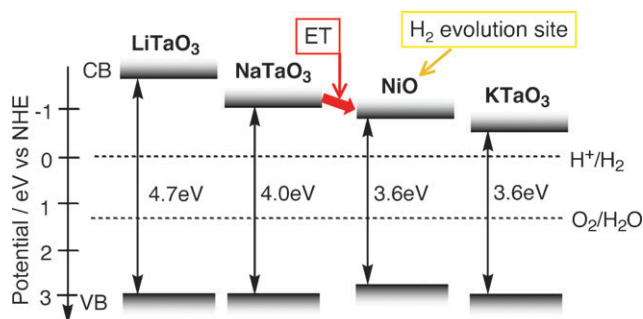 ET
H₂ evolution site
LiTaO₃
CB
NaTaO₃
NiO
KTaO₃
Potential / eV vs NHE
-1
0
1
2
3
H⁺/H₂
4.7eV
4.0eV
3.6eV
3.6eV
O₂/H₂O
VB